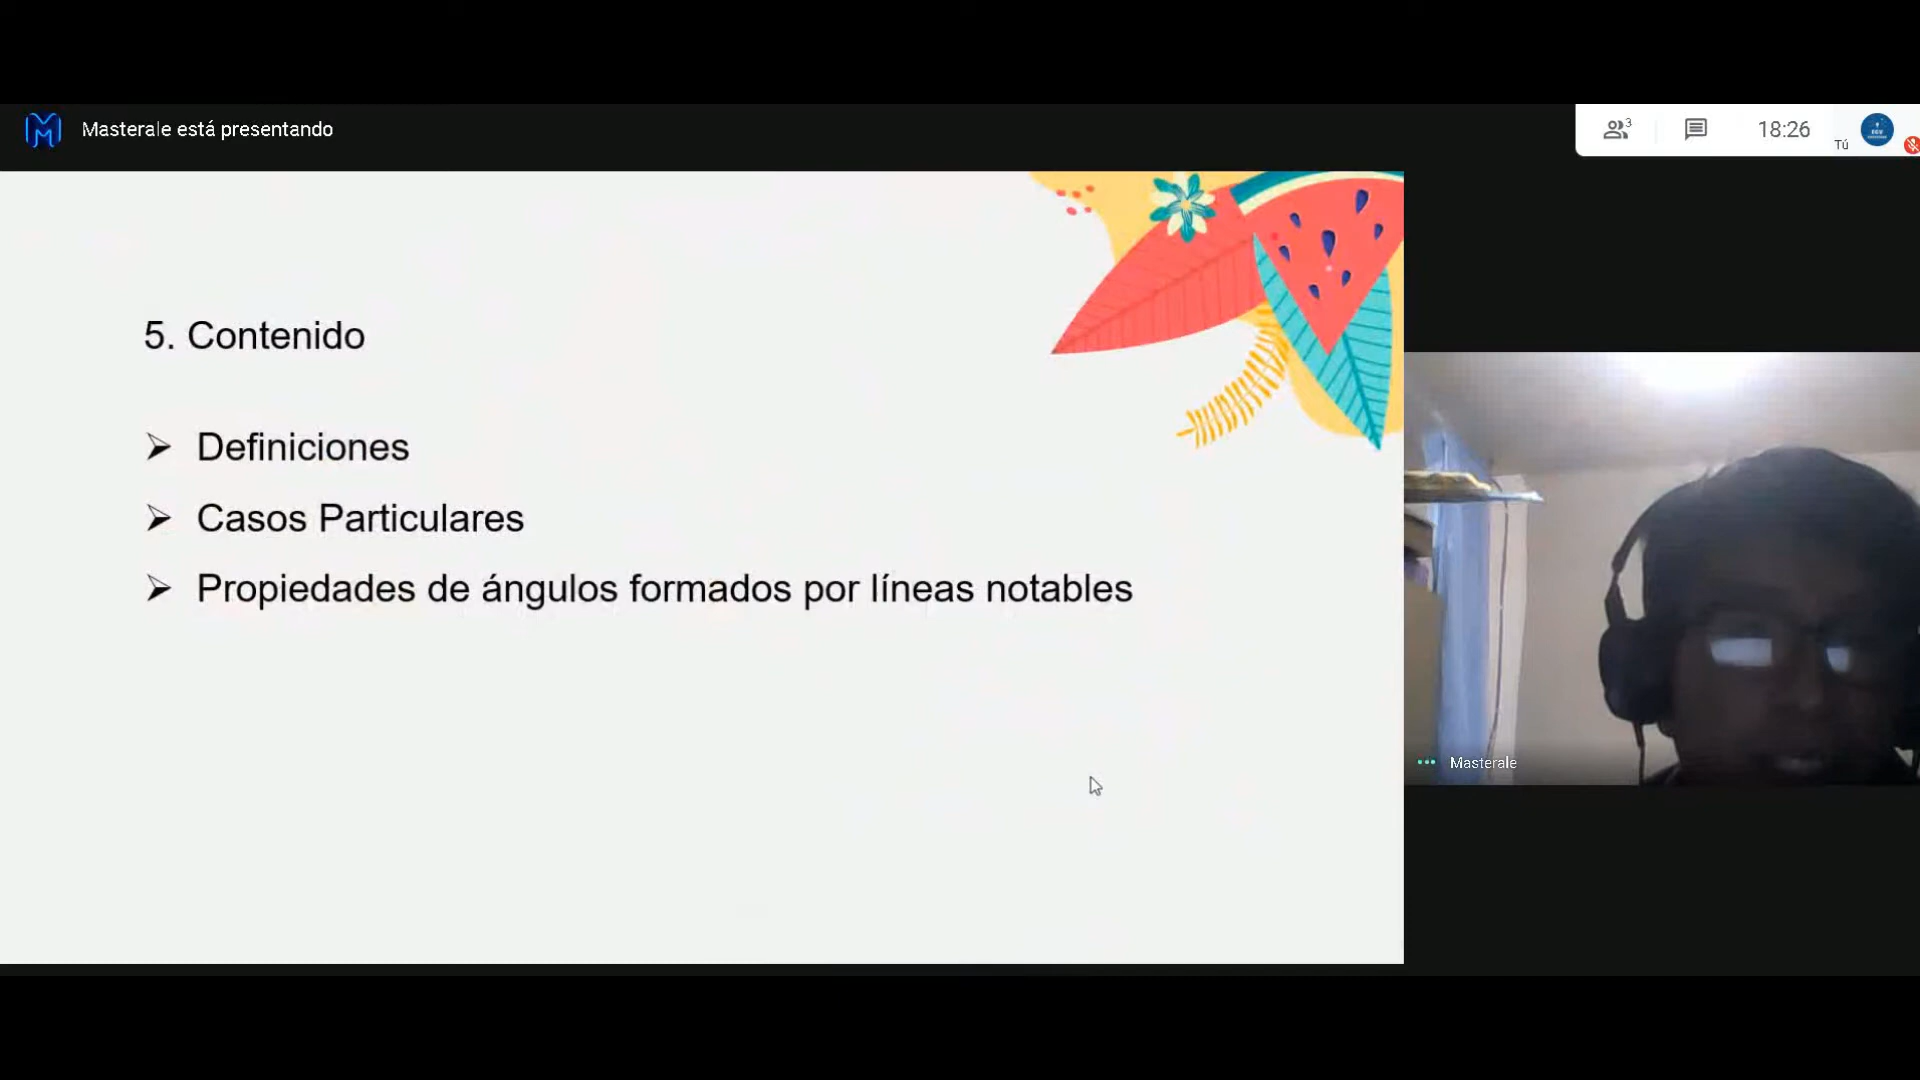 Masterale está presentando
3
18:26
Tú
5. Contenido
➢ Definiciones
➢ Casos Particulares
➢ Propiedades de ángulos formados por líneas notables
Masterale